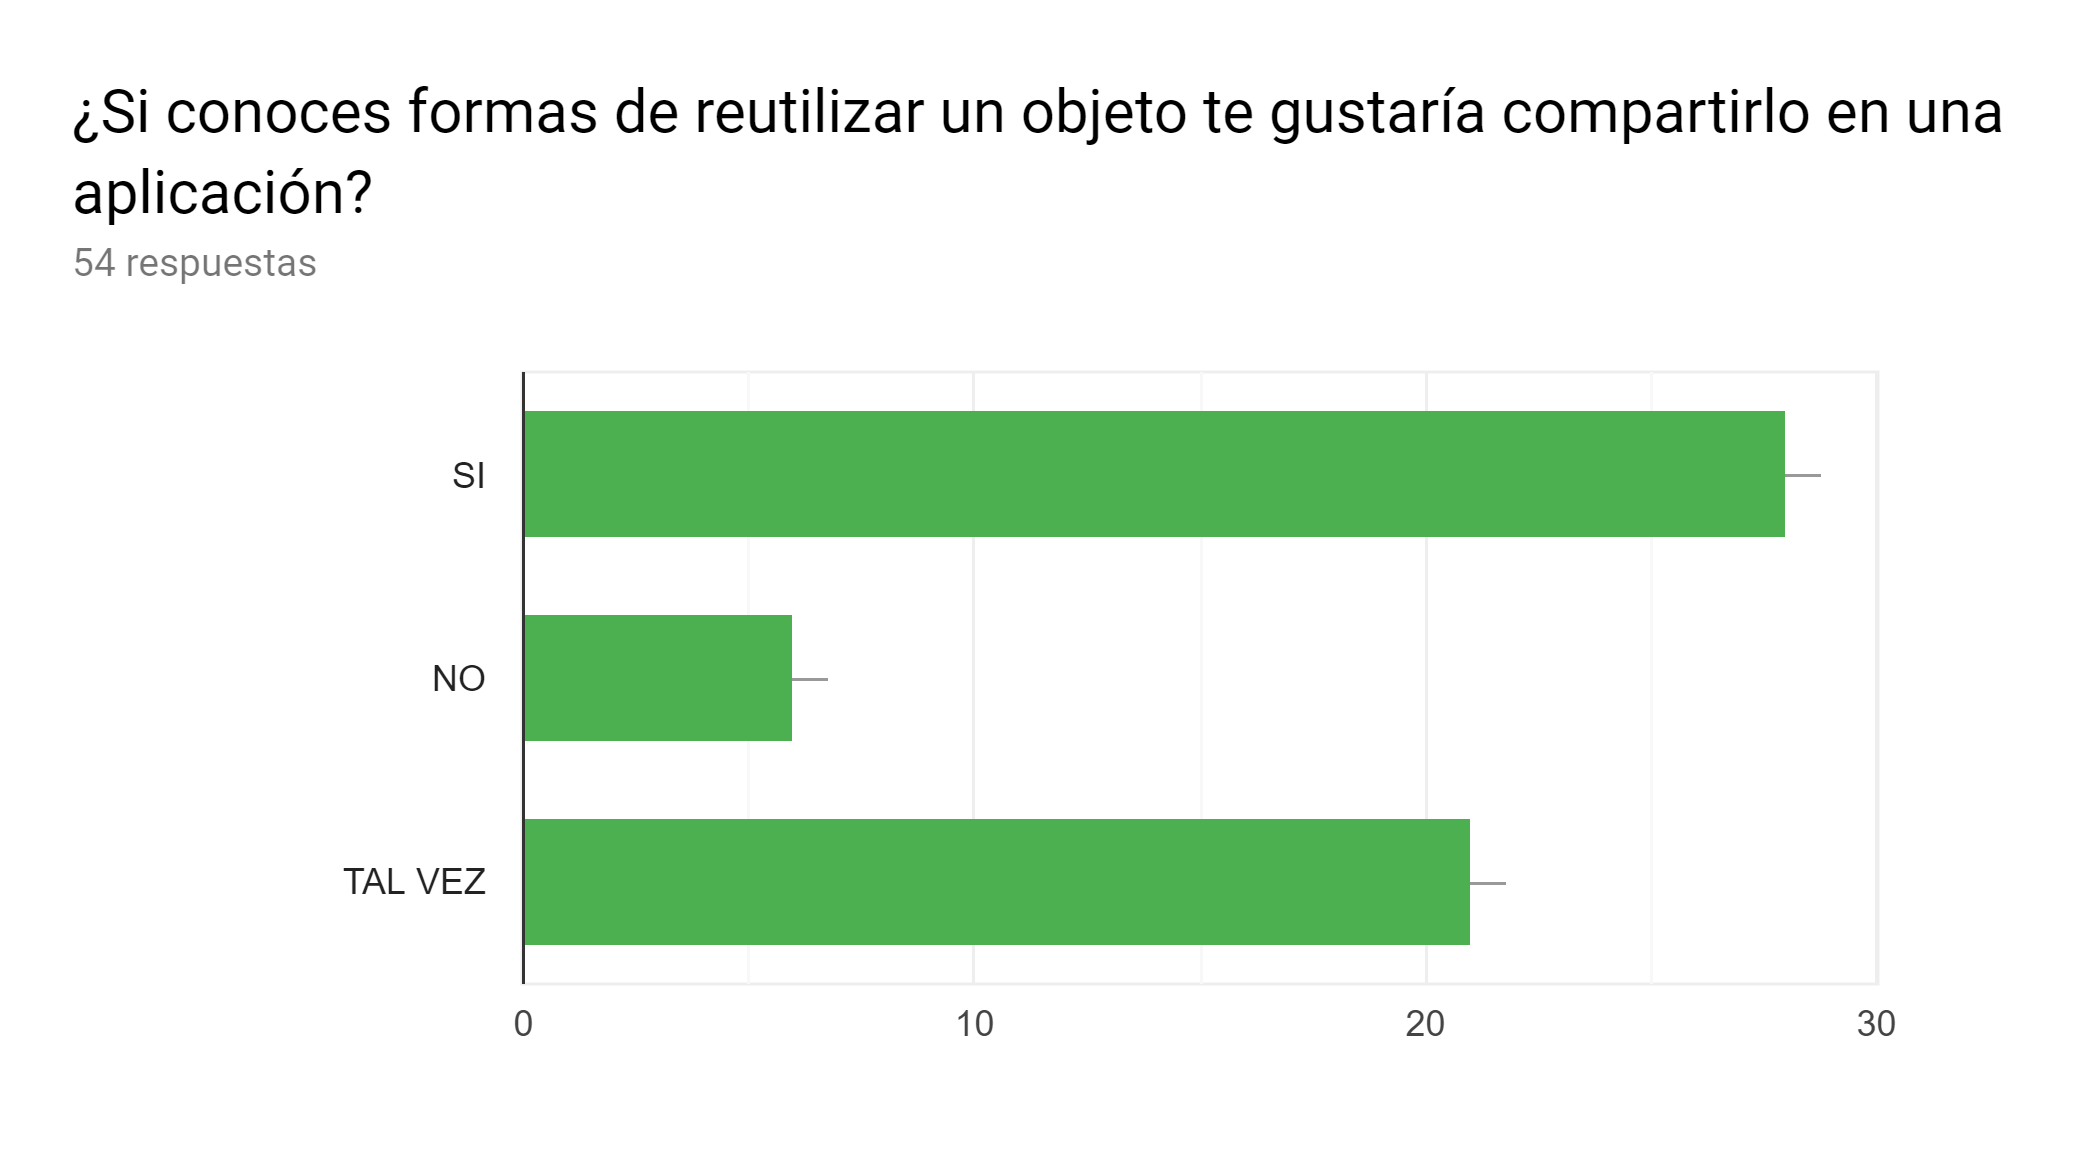 ¿Si conoces formas de reutilizar un objeto te gustaría compartirlo en una
aplicación?
54 respuestas
SI
NO
TAL VEZ
0 10 20 30